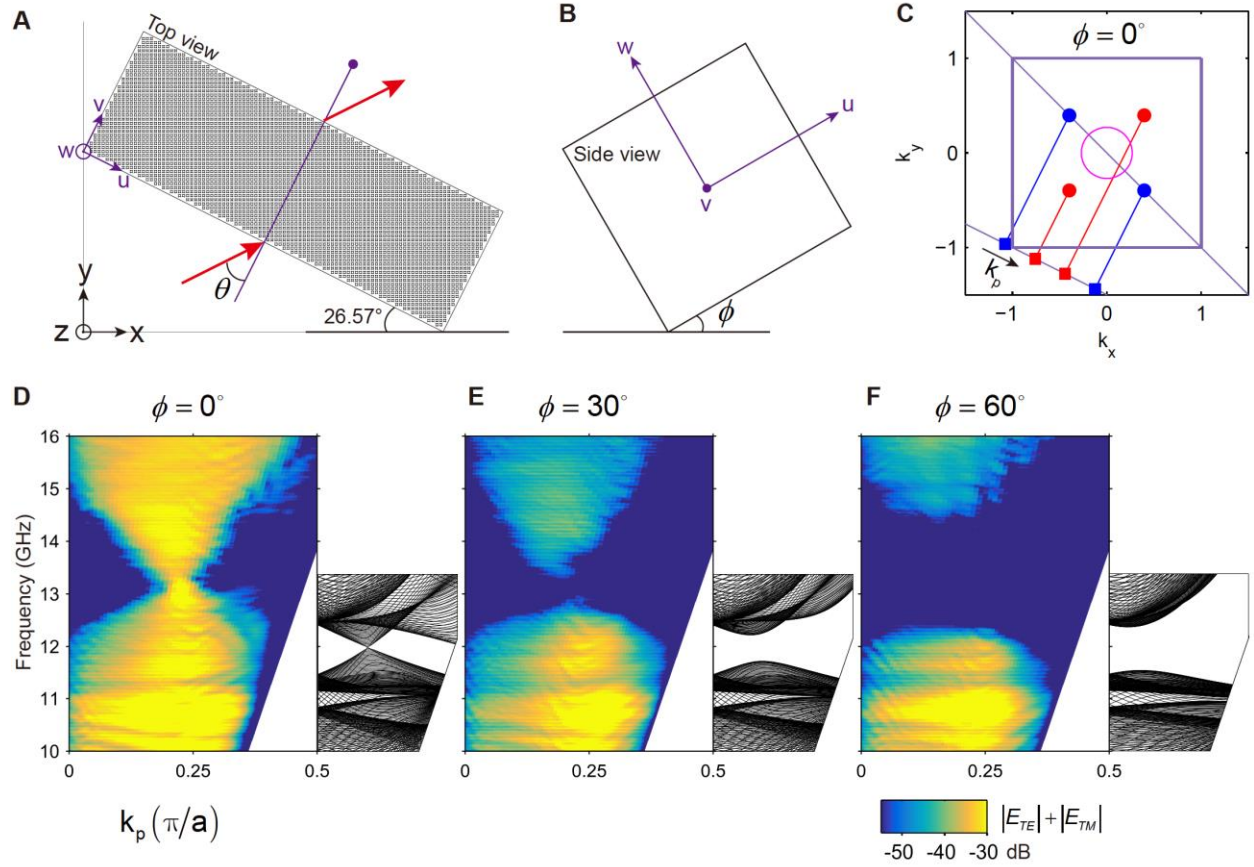 A
Top view
v
w
u
θ
y
z
x
26.57°
B
w
u
Side view
v
ϕ
C
ϕ = 0°
1
0
−1
k_y
k_p
−1
0
1
k_x
D
ϕ = 0°
E
ϕ = 30°
F
ϕ = 60°
Frequency (GHz)
16
15
14
13
12
11
10
0
0.25
0.5
0
0.25
0.5
0
0.25
0.5
k_p (π/a)
|E_TE| + |E_TM|
-50
-40
-30
dB